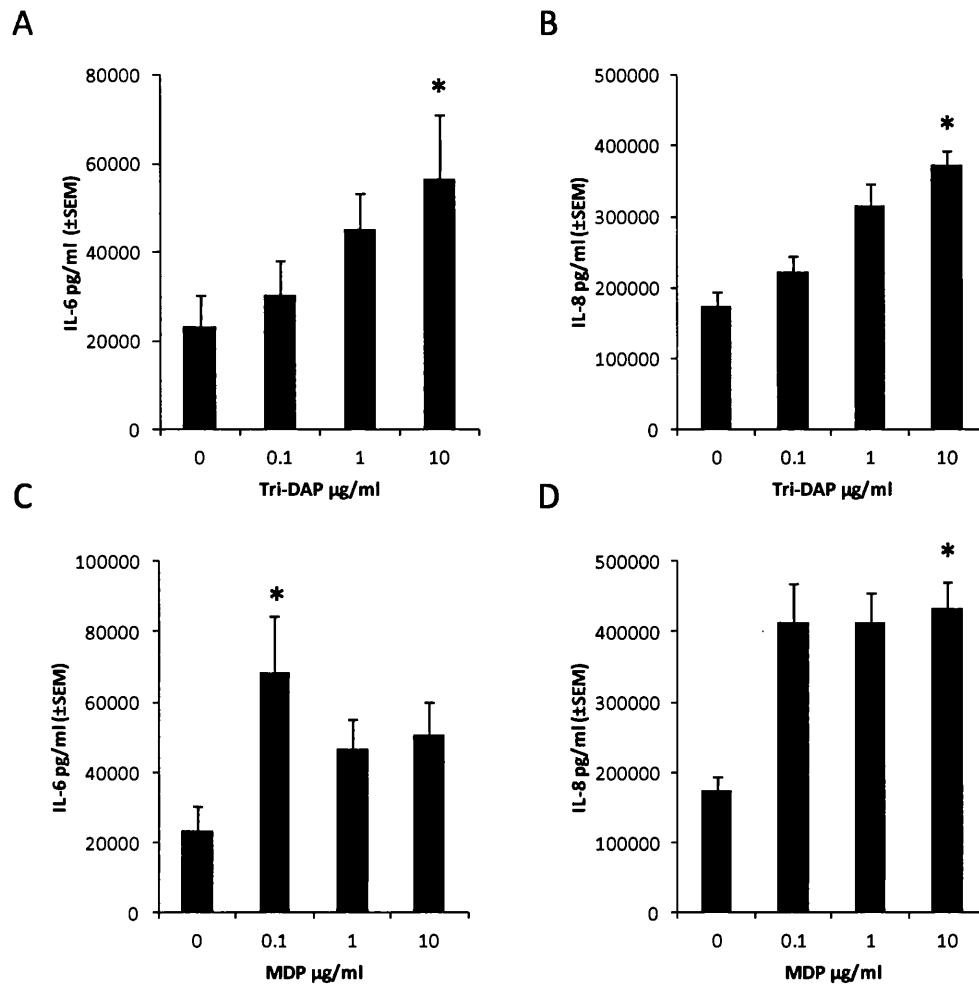 A
80000
60000
40000
20000
0
IL-6 pg/ml (±SEM)
*
0 0.1 1 10
Tri-DAP µg/ml
B
500000
400000
300000
200000
100000
0
IL-8 pg/ml (±SEM)
*
0 0.1 1 10
Tri-DAP µg/ml
C
100000
80000
60000
40000
20000
0
IL-6 pg/ml (±SEM)
*
0 0.1 1 10
MDP µg/ml
D
500000
400000
300000
200000
100000
0
IL-8 pg/ml (±SEM)
*
0 0.1 1 10
MDP µg/ml